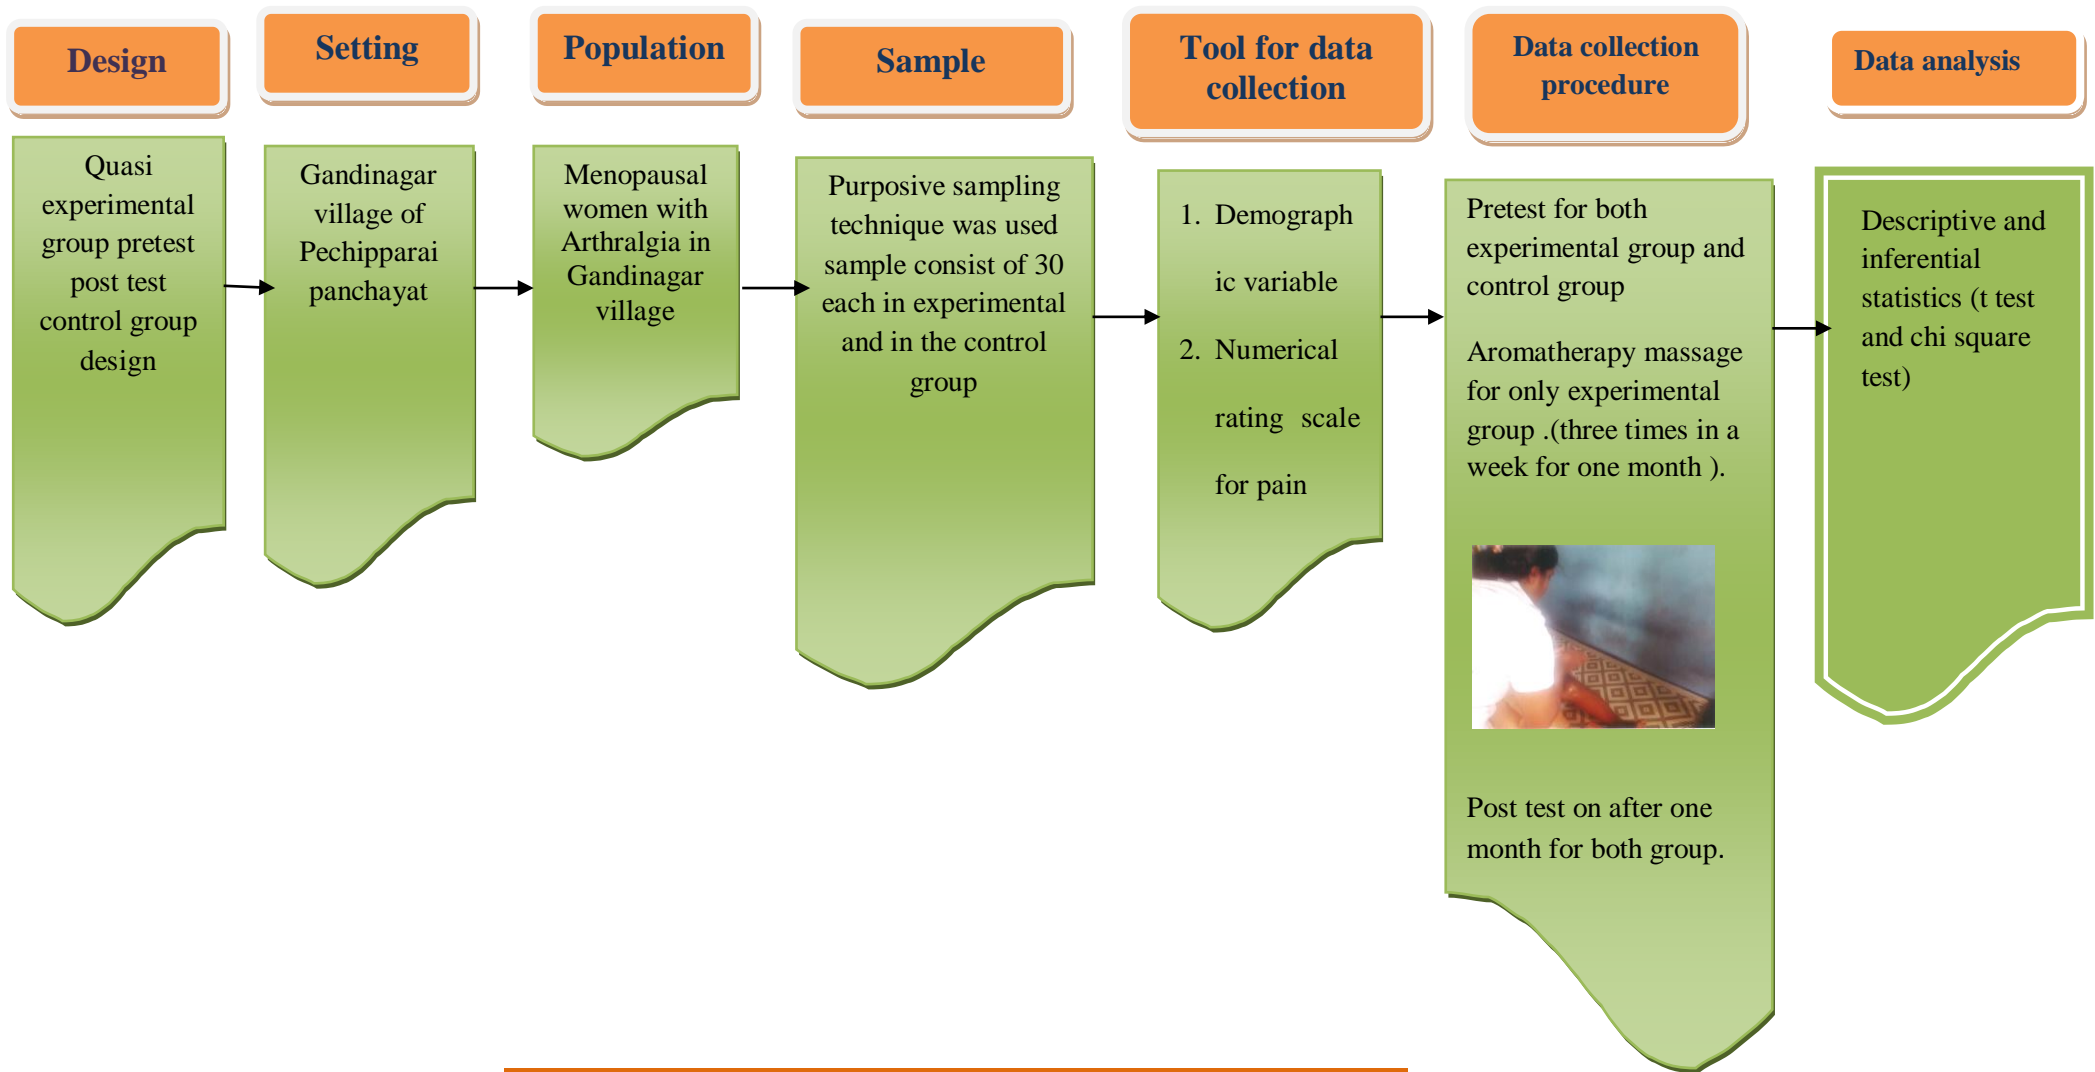 Design
Quasi
experimental
group pretest
post test
control group
design
Setting
Gandinagar
village of
Pechipparai
panchayat
Population
Menopausal
women with
Arthralgia in
Gandinagar
village
Sample
Purposive sampling
technique was used
sample consist of 30
each in experimental
and in the control
group
Tool for data
collection
1. Demograph
ic variable
2. Numerical
rating scale
for pain
Data collection
procedure
Pretest for both
experimental group and
control group
Aromatherapy massage
for only experimental
group .(three times in a
week for one month ).
Post test on after one
month for both group.
Data analysis
Descriptive and
inferential
statistics (t test
and chi square
test)